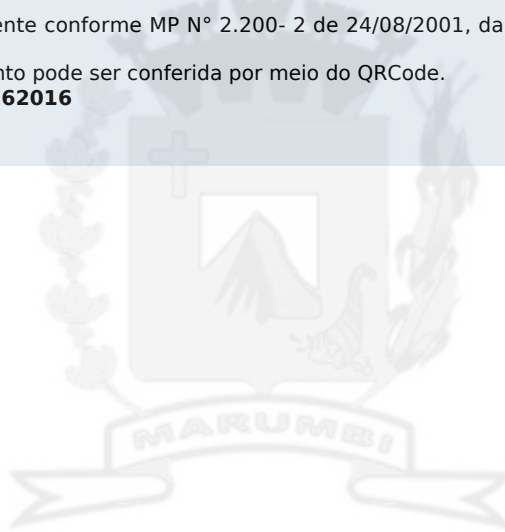 ente conforme MP N° 2.200- 2 de 24/08/2001, da
nto pode ser conferida por meio do QRCode.
62016
MARUMBI